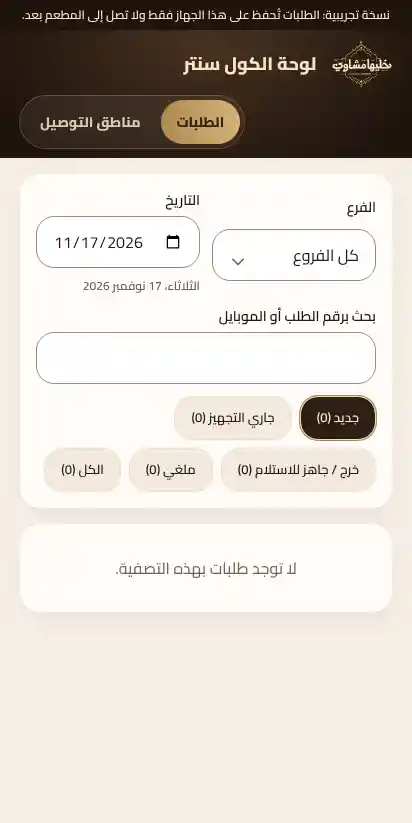 نسخة تجريبية: الطلبات تُحفظ على هذا الجهاز فقط ولا تصل إلى المطعم بعد.
خليها مشاوي
لوحة الكول سنتر
الطلبات
مناطق التوصيل
الفرع
كل الفروع
التاريخ
11/17/2026
الثلاثاء، 17 نوفمبر 2026
بحث برقم الطلب أو الموبايل
جديد (0)
جاري التجهيز (0)
خرج / جاهز للاستلام (0)
ملغي (0)
الكل (0)
لا توجد طلبات بهذه التصفية.